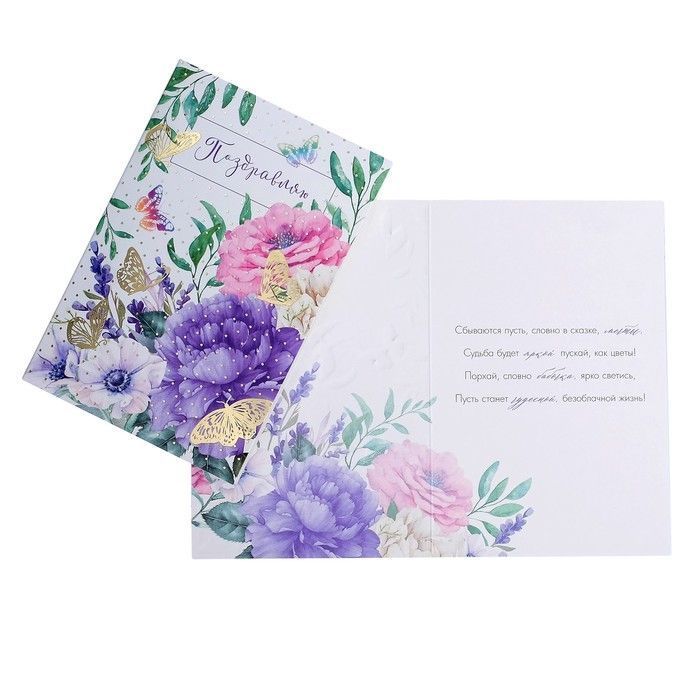 Поздравляю
Сбываются пусть, словно в сказке, мечты.
Судьба будет яркой пускай, как цветы!
Порхай, словно бабочка, ярко светись,
Пусть станет чудесной, безоблачной жизнь!